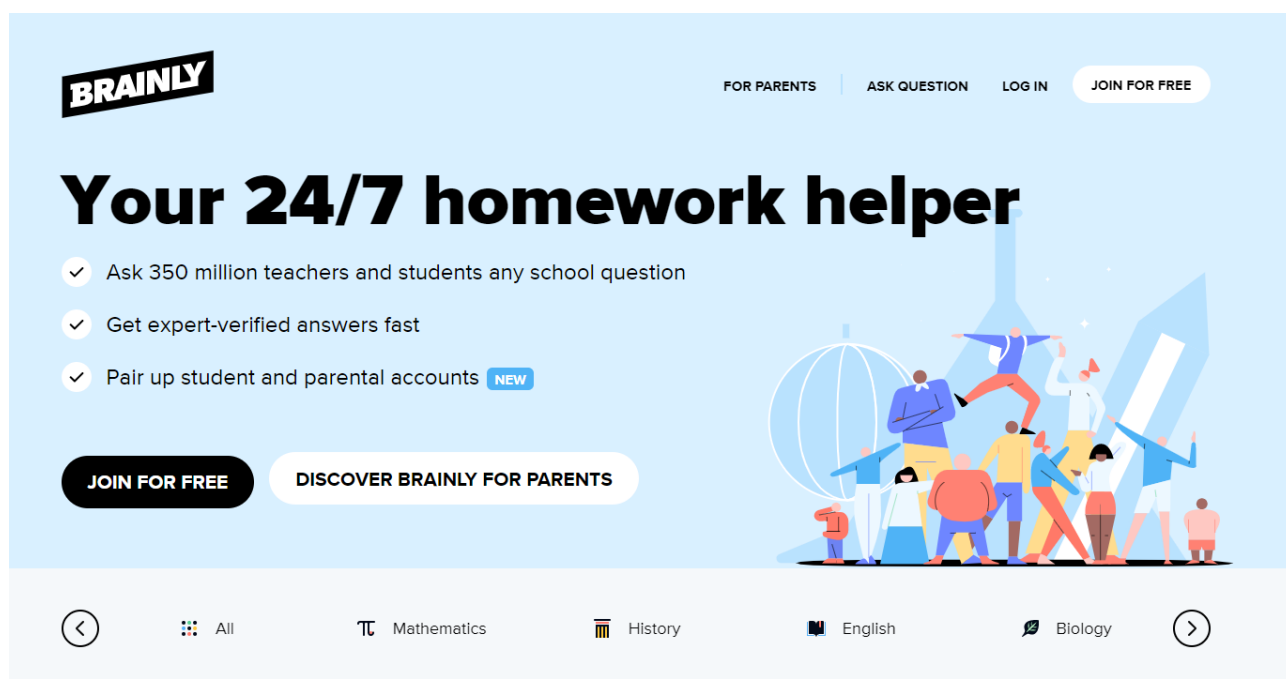 BRAINLY
FOR PARENTS
ASK QUESTION
LOG IN
JOIN FOR FREE
Your 24/7 homework helper
Ask 350 million teachers and students any school question
Get expert-verified answers fast
Pair up student and parental accounts NEW
JOIN FOR FREE
DISCOVER BRAINLY FOR PARENTS
All
Mathematics
History
English
Biology